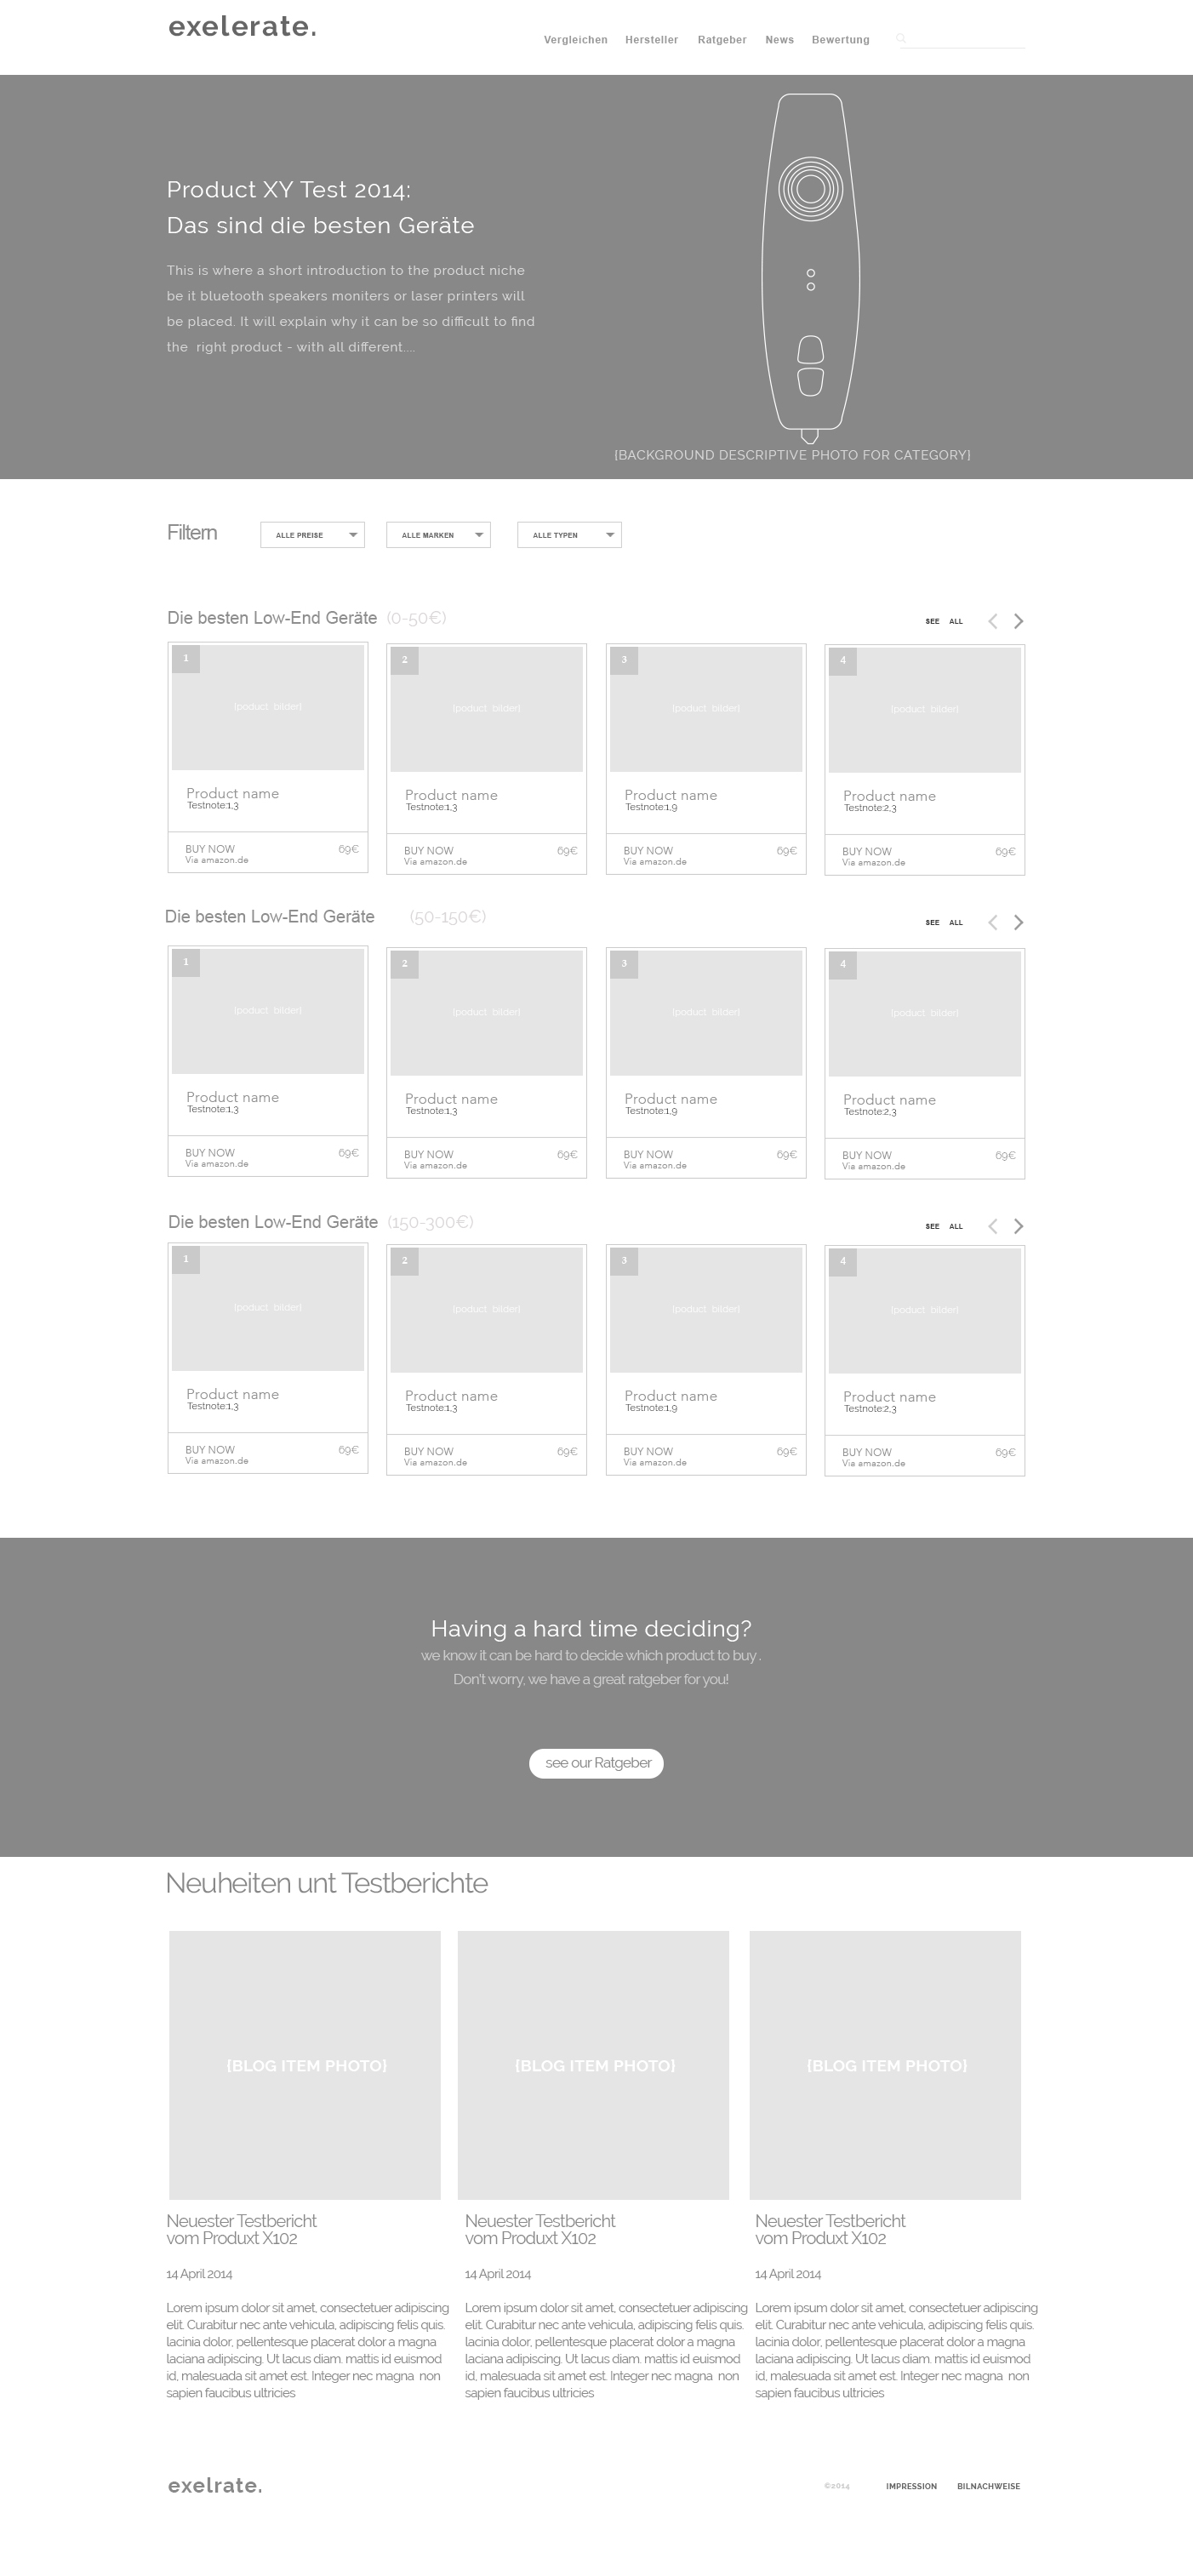 exelerate.
Vergleichen Hersteller Ratgeber News Bewertung
Product XY Test 2014:
Das sind die besten Geräte
This is where a short introduction to the product niche
be it bluetooth speakers moniters or laser printers will
be placed. It will explain why it can be so difficult to find
the right product - with all different....
{BACKGROUND DESCRIPTIVE PHOTO FOR CATEGORY}
Filtern
ALLE PREISE ALLE MARKEN ALLE TYPEN
Die besten Low-End Geräte (0-50€)
SEE ALL
1 2 3 4
{poduct bilder} {poduct bilder} {poduct bilder} {poduct bilder}
Product name Product name Product name Product name
Testnote:1,3 Testnote:1,3 Testnote:1,9 Testnote:2,3
BUY NOW 69€ BUY NOW 69€ BUY NOW 69€ BUY NOW 69€
Via amazon.de Via amazon.de Via amazon.de Via amazon.de
Die besten Low-End Geräte (50-150€)
SEE ALL
1 2 3 4
{poduct bilder} {poduct bilder} {poduct bilder} {poduct bilder}
Product name Product name Product name Product name
Testnote:1,3 Testnote:1,3 Testnote:1,9 Testnote:2,3
BUY NOW 69€ BUY NOW 69€ BUY NOW 69€ BUY NOW 69€
Via amazon.de Via amazon.de Via amazon.de Via amazon.de
Die besten Low-End Geräte (150-300€)
SEE ALL
1 2 3 4
{poduct bilder} {poduct bilder} {poduct bilder} {poduct bilder}
Product name Product name Product name Product name
Testnote:1,3 Testnote:1,3 Testnote:1,9 Testnote:2,3
BUY NOW 69€ BUY NOW 69€ BUY NOW 69€ BUY NOW 69€
Via amazon.de Via amazon.de Via amazon.de Via amazon.de
Having a hard time deciding?
we know it can be hard to decide which product to buy .
Don't worry, we have a great ratgeber for you!
see our Ratgeber
Neuheiten unt Testberichte
{BLOG ITEM PHOTO} {BLOG ITEM PHOTO} {BLOG ITEM PHOTO}
Neuester Testbericht
vom Produxt X102
14 April 2014
Lorem ipsum dolor sit amet, consectetuer adipiscing
elit. Curabitur nec ante vehicula, adipiscing felis quis.
lacinia dolor, pellentesque placerat dolor a magna
laciana adipiscing. Ut lacus diam. mattis id euismod
id, malesuada sit amet est. Integer nec magna non
sapien faucibus ultricies
Neuester Testbericht
vom Produxt X102
14 April 2014
Lorem ipsum dolor sit amet, consectetuer adipiscing
elit. Curabitur nec ante vehicula, adipiscing felis quis.
lacinia dolor, pellentesque placerat dolor a magna
laciana adipiscing. Ut lacus diam. mattis id euismod
id, malesuada sit amet est. Integer nec magna non
sapien faucibus ultricies
Neuester Testbericht
vom Produxt X102
14 April 2014
Lorem ipsum dolor sit amet, consectetuer adipiscing
elit. Curabitur nec ante vehicula, adipiscing felis quis.
lacinia dolor, pellentesque placerat dolor a magna
laciana adipiscing. Ut lacus diam. mattis id euismod
id, malesuada sit amet est. Integer nec magna non
sapien faucibus ultricies
exelrate.
©2014 IMPRESSION BILNACHWEISE